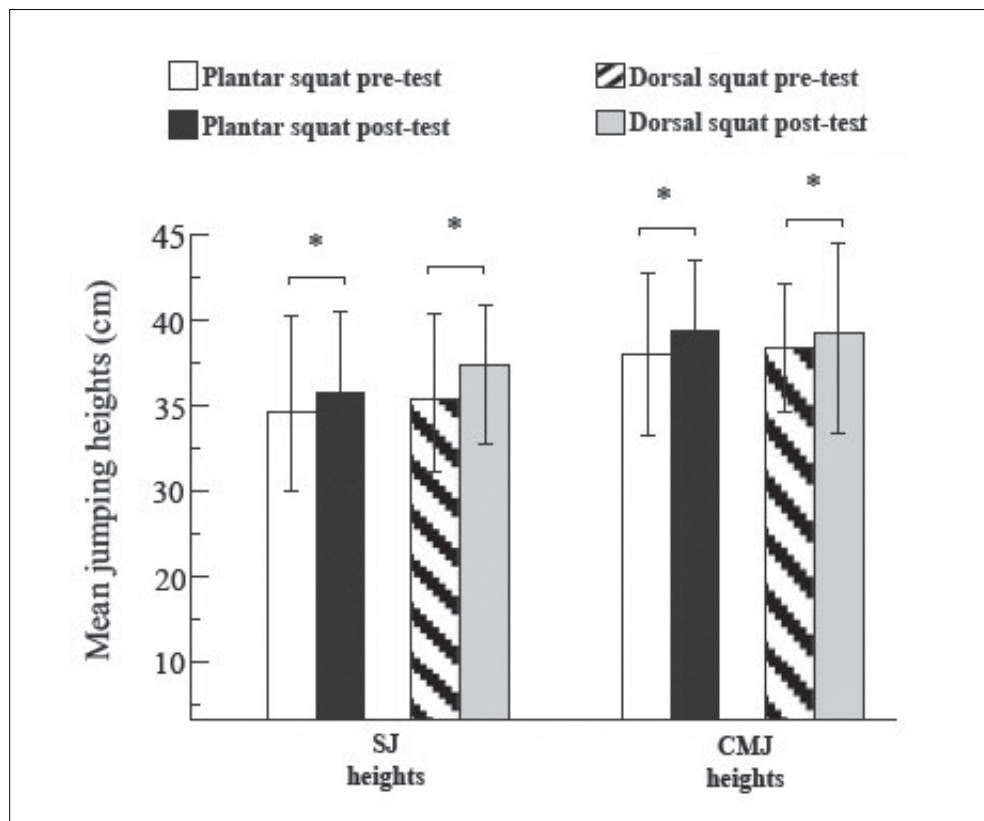 Plantar squat pre-test
Dorsal squat pre-test
Plantar squat post-test
Dorsal squat post-test
*
*
*
*
45
40
35
30
20
10
Mean jumping heights (cm)
SJ
heights
CMJ
heights